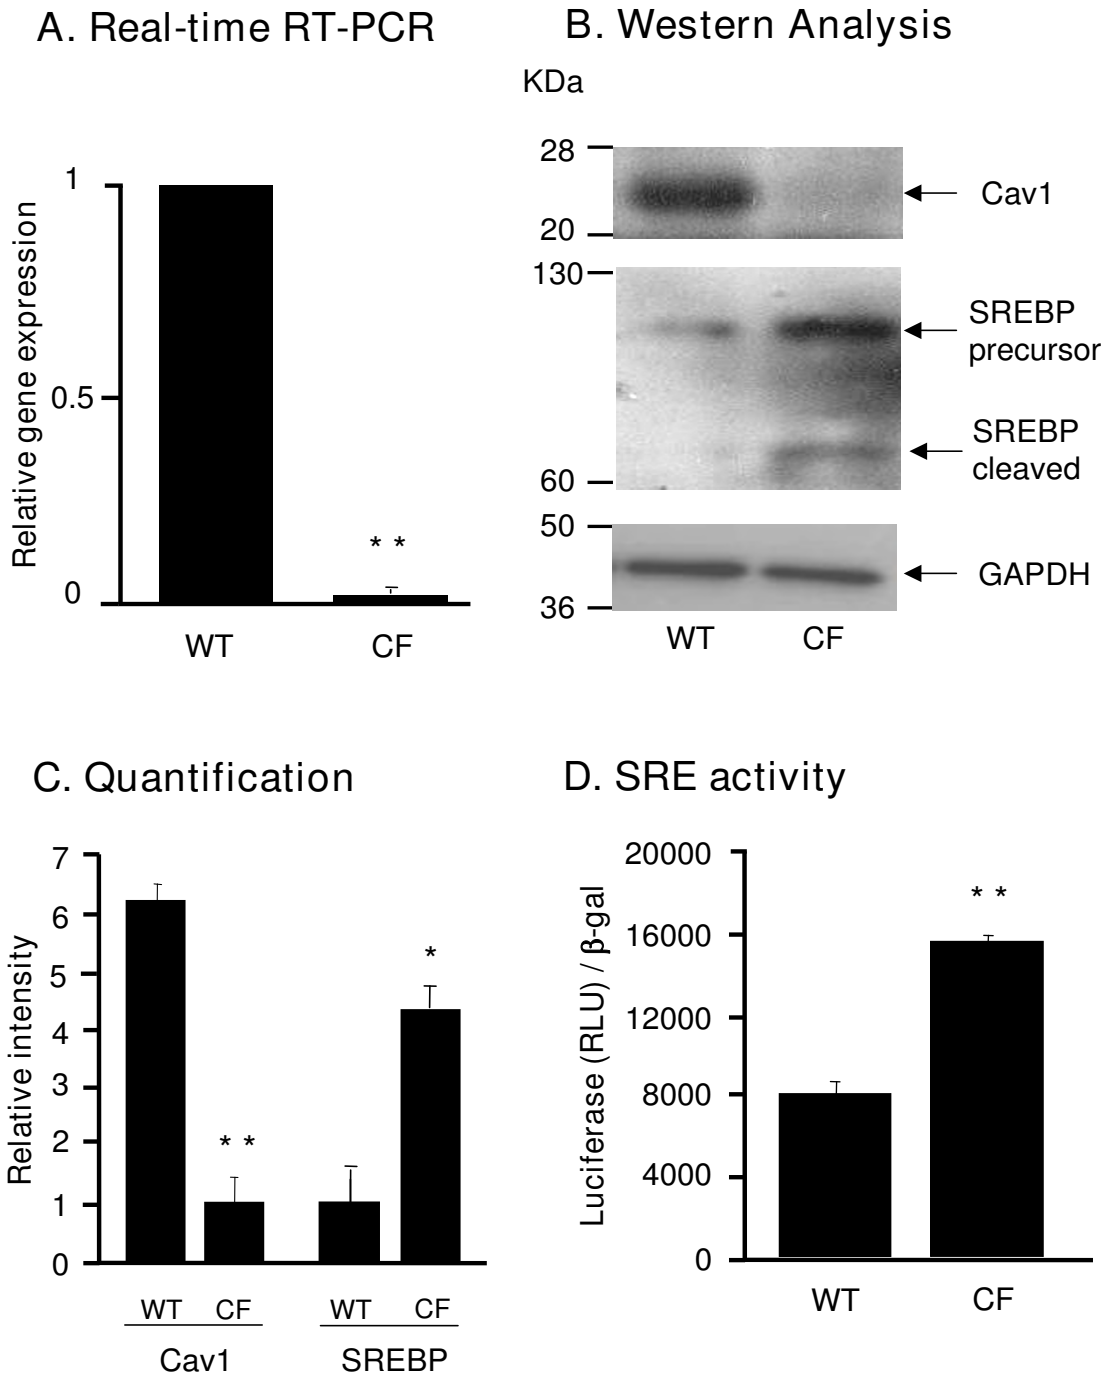 A. Real-time RT-PCR
Relative gene expression
1
0.5
0
* *
WT CF
B. Western Analysis
KDa
28
20
Cav1
130
SREBP
precursor
SREBP
cleaved
60
50
GAPDH
36
WT CF
C. Quantification
Relative intensity
7
6
5
4
3
2
1
0
* *
*
WT CF WT CF
Cav1 SREBP
D. SRE activity
Luciferase (RLU) / β-gal
20000
16000
12000
8000
4000
0
* *
WT CF